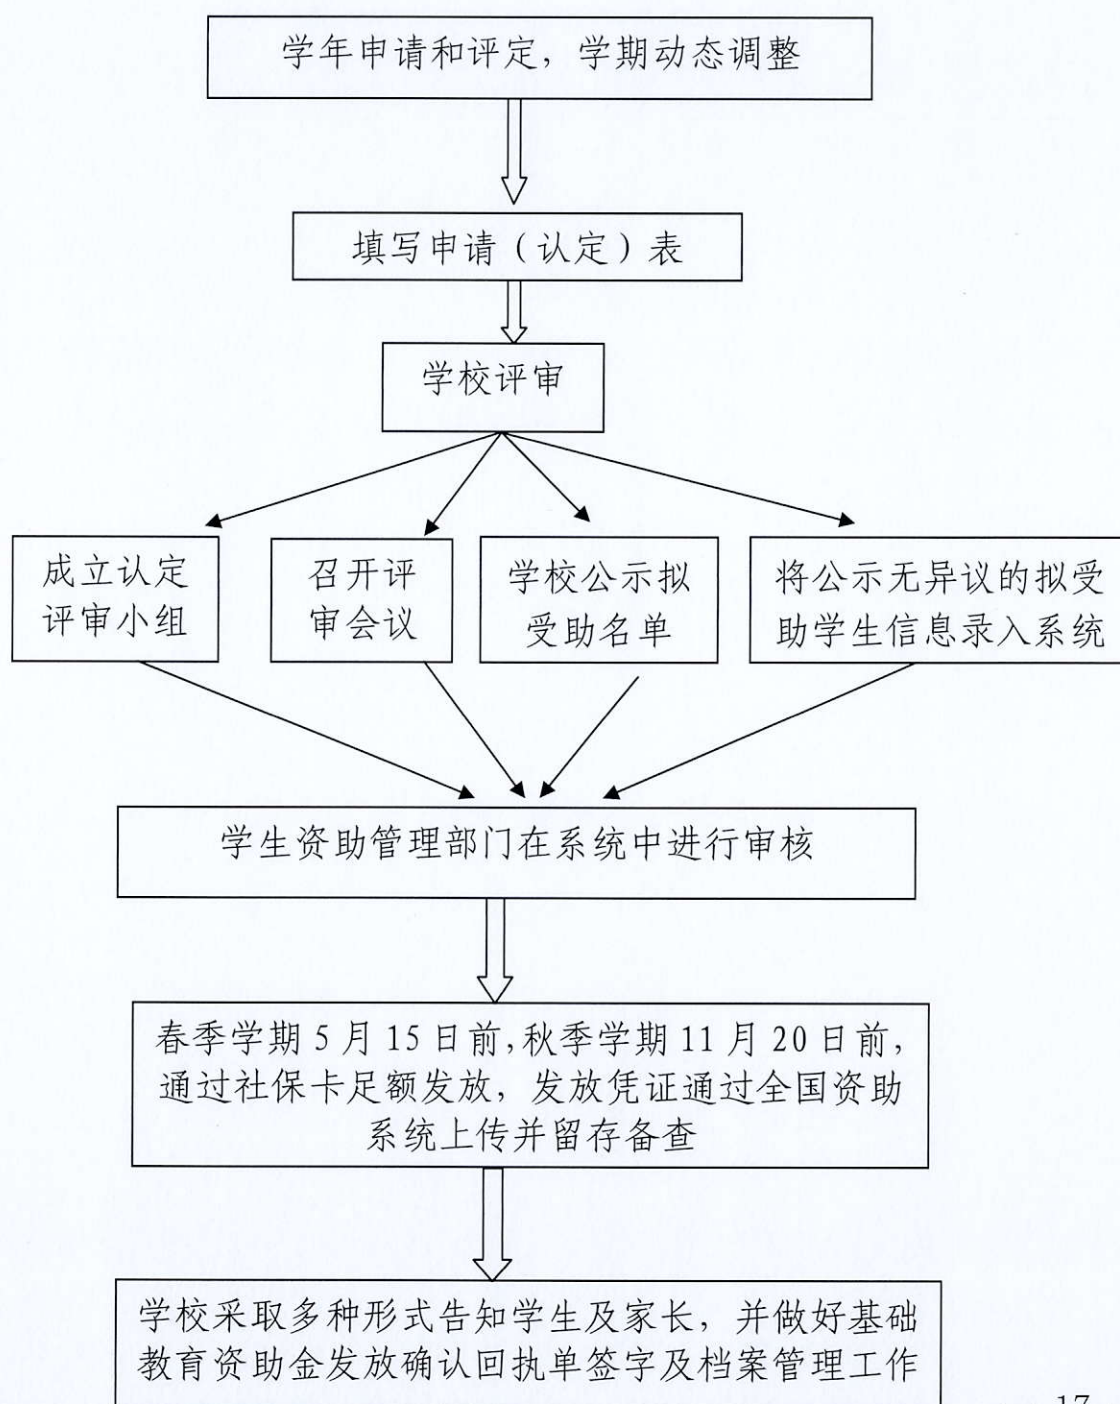 学年申请和评定，学期动态调整
填写申请（认定）表
学校评审
成立认定
评审小组
召开评
审会议
学校公示拟
受助名单
将公示无异议的拟受
助学生信息录入系统
学生资助管理部门在系统中进行审核
春季学期 5 月 15 日前，秋季学期 11 月 20 日前，
通过社保卡足额发放，发放凭证通过全国资助
系统上传并留存备查
学校采取多种形式告知学生及家长，并做好基础
教育资助金发放确认回执单签字及档案管理工作
17